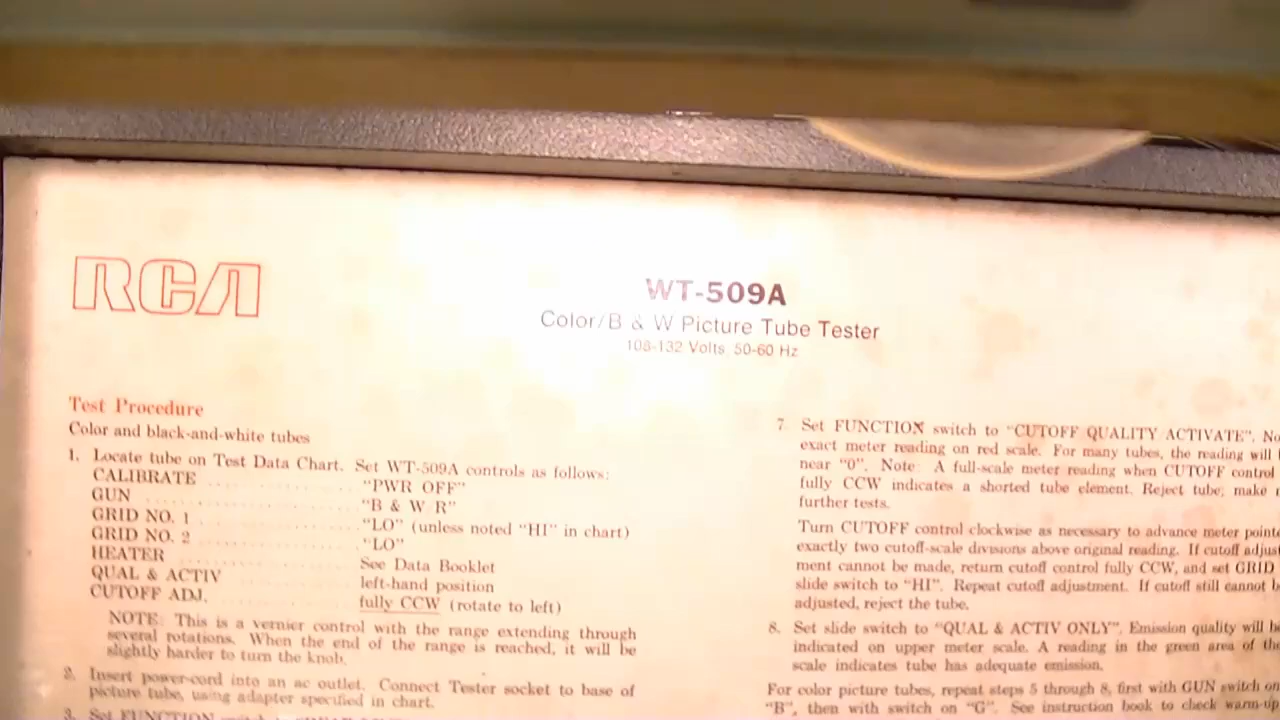 RCA
WT-509A
Color/B & W Picture Tube Tester
108-132 Volts 50-60 Hz
Test Procedure
Color and black-and-white tubes
1. Locate tube on Test Data Chart. Set WT-509A controls as follows:
CALIBRATE "PWR OFF"
GUN "B & W R"
GRID NO. 1 "LO" (unless noted "HI" in chart)
GRID NO. 2 "LO"
HEATER See Data Booklet
QUAL & ACTIV left-hand position
CUTOFF ADJ. fully CCW (rotate to left)
NOTE: This is a vernier control with the range extending through
several rotations. When the end of the range is reached, it will be
slightly harder to turn the knob.
2. Insert power-cord into an ac outlet. Connect Tester socket to base of
picture tube, using adapter specified in chart.
3. Set FUNCTION
7. Set FUNCTION switch to "CUTOFF QUALITY ACTIVATE".
exact meter reading on red scale. For many tubes, the reading will
near "0". Note: A full-scale meter reading when CUTOFF control
fully CCW indicates a shorted tube element. Reject tube; make
further tests.
Turn CUTOFF control clockwise as necessary to advance meter
exactly two cutoff-scale divisions above original reading. If cutoff
ment cannot be made, return cutoff control fully CCW, and set GRID
slide switch to "HI". Repeat cutoff adjustment. If cutoff still cannot
adjusted, reject the tube.
8. Set slide switch to "QUAL & ACTIV ONLY". Emission quality will
indicated on upper meter scale. A reading in the green area of
scale indicates tube has adequate emission.
For color picture tubes, repeat steps 5 through 8, first with GUN switch on
"B", then with switch on "G". See instruction book to check warm-up